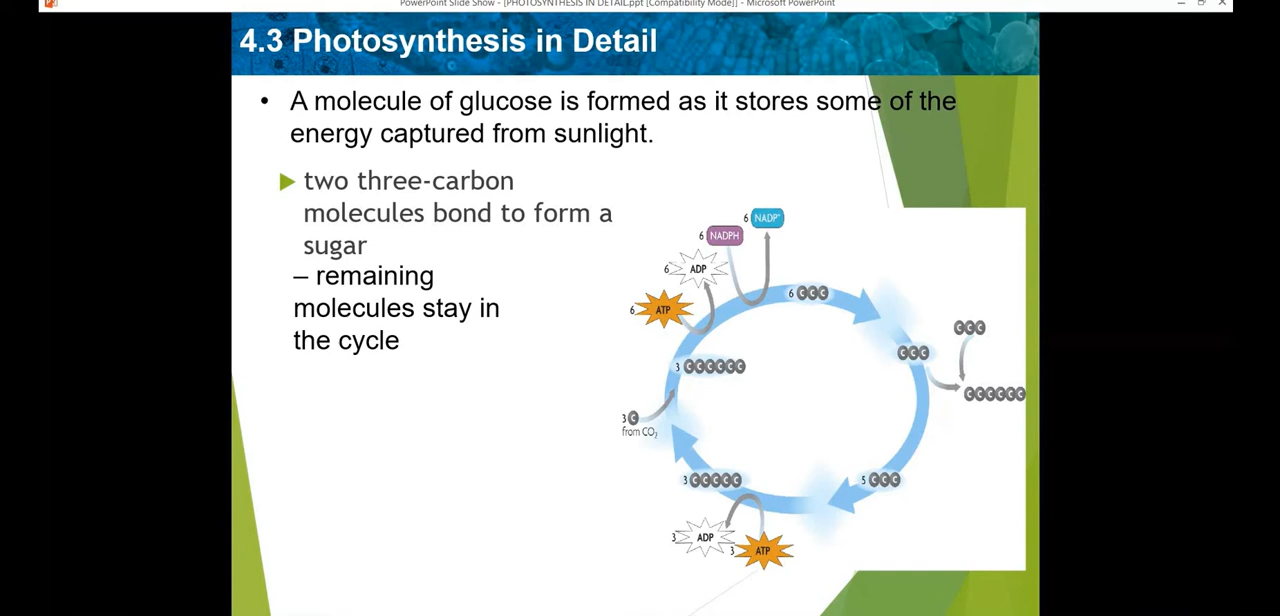 PowerPoint Slide Show - [PHOTOSYNTHESIS IN DETAIL.ppt [Compatibility Mode]] - Microsoft PowerPoint
4.3 Photosynthesis in Detail
• A molecule of glucose is formed as it stores some of the
energy captured from sunlight.
two three-carbon
molecules bond to form a
sugar
– remaining
molecules stay in
the cycle
6 NADP+
6 NADPH
6 ADP
6 ATP
6 CCC
CCC
CCC
3 CCCCCC
CCCCCC
3 C
from CO2
3 CCCCC
5 CCC
3 ADP
3 ATP